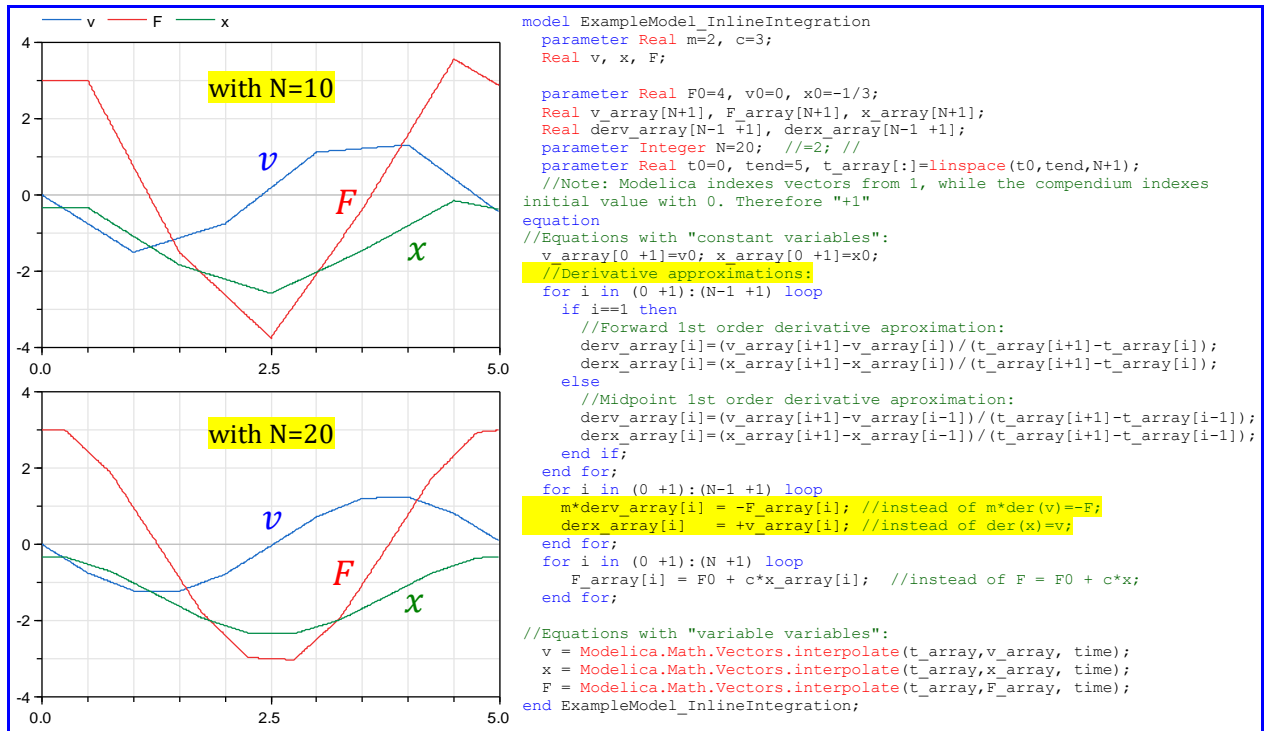 v F x
4
with N=10
2
v
0
F
x
-2
-4
0.0 2.5 5.0
4
with N=20
2
v
0
F
x
-2
-4
0.0 2.5 5.0
model ExampleModel_InlineIntegration
parameter Real m=2, c=3;
Real v, x, F;
parameter Real F0=4, v0=0, x0=-1/3;
Real v_array[N+1], F_array[N+1], x_array[N+1];
Real derv_array[N-1 +1], derx_array[N-1 +1];
parameter Integer N=20; //=2; //
parameter Real t0=0, tend=5, t_array[:]=linspace(t0,tend,N+1);
//Note: Modelica indexes vectors from 1, while the compendium indexes
initial value with 0. Therefore "+1"
equation
//Equations with "constant variables":
v_array[0 +1]=v0; x_array[0 +1]=x0;
//Derivative approximations:
for i in (0 +1):(N-1 +1) loop
if i==1 then
//Forward 1st order derivative aproximation:
derv_array[i]=(v_array[i+1]-v_array[i])/(t_array[i+1]-t_array[i]);
derx_array[i]=(x_array[i+1]-x_array[i])/(t_array[i+1]-t_array[i]);
else
//Midpoint 1st order derivative aproximation:
derv_array[i]=(v_array[i+1]-v_array[i-1])/(t_array[i+1]-t_array[i-1]);
derx_array[i]=(x_array[i+1]-x_array[i-1])/(t_array[i+1]-t_array[i-1]);
end if;
end for;
for i in (0 +1):(N-1 +1) loop
m*derv_array[i] = -F_array[i]; //instead of m*der(v)=-F;
derx_array[i] = +v_array[i]; //instead of der(x)=v;
end for;
for i in (0 +1):(N +1) loop
F_array[i] = F0 + c*x_array[i]; //instead of F = F0 + c*x;
end for;
//Equations with "variable variables":
v = Modelica.Math.Vectors.interpolate(t_array,v_array, time);
x = Modelica.Math.Vectors.interpolate(t_array,x_array, time);
F = Modelica.Math.Vectors.interpolate(t_array,F_array, time);
end ExampleModel_InlineIntegration;